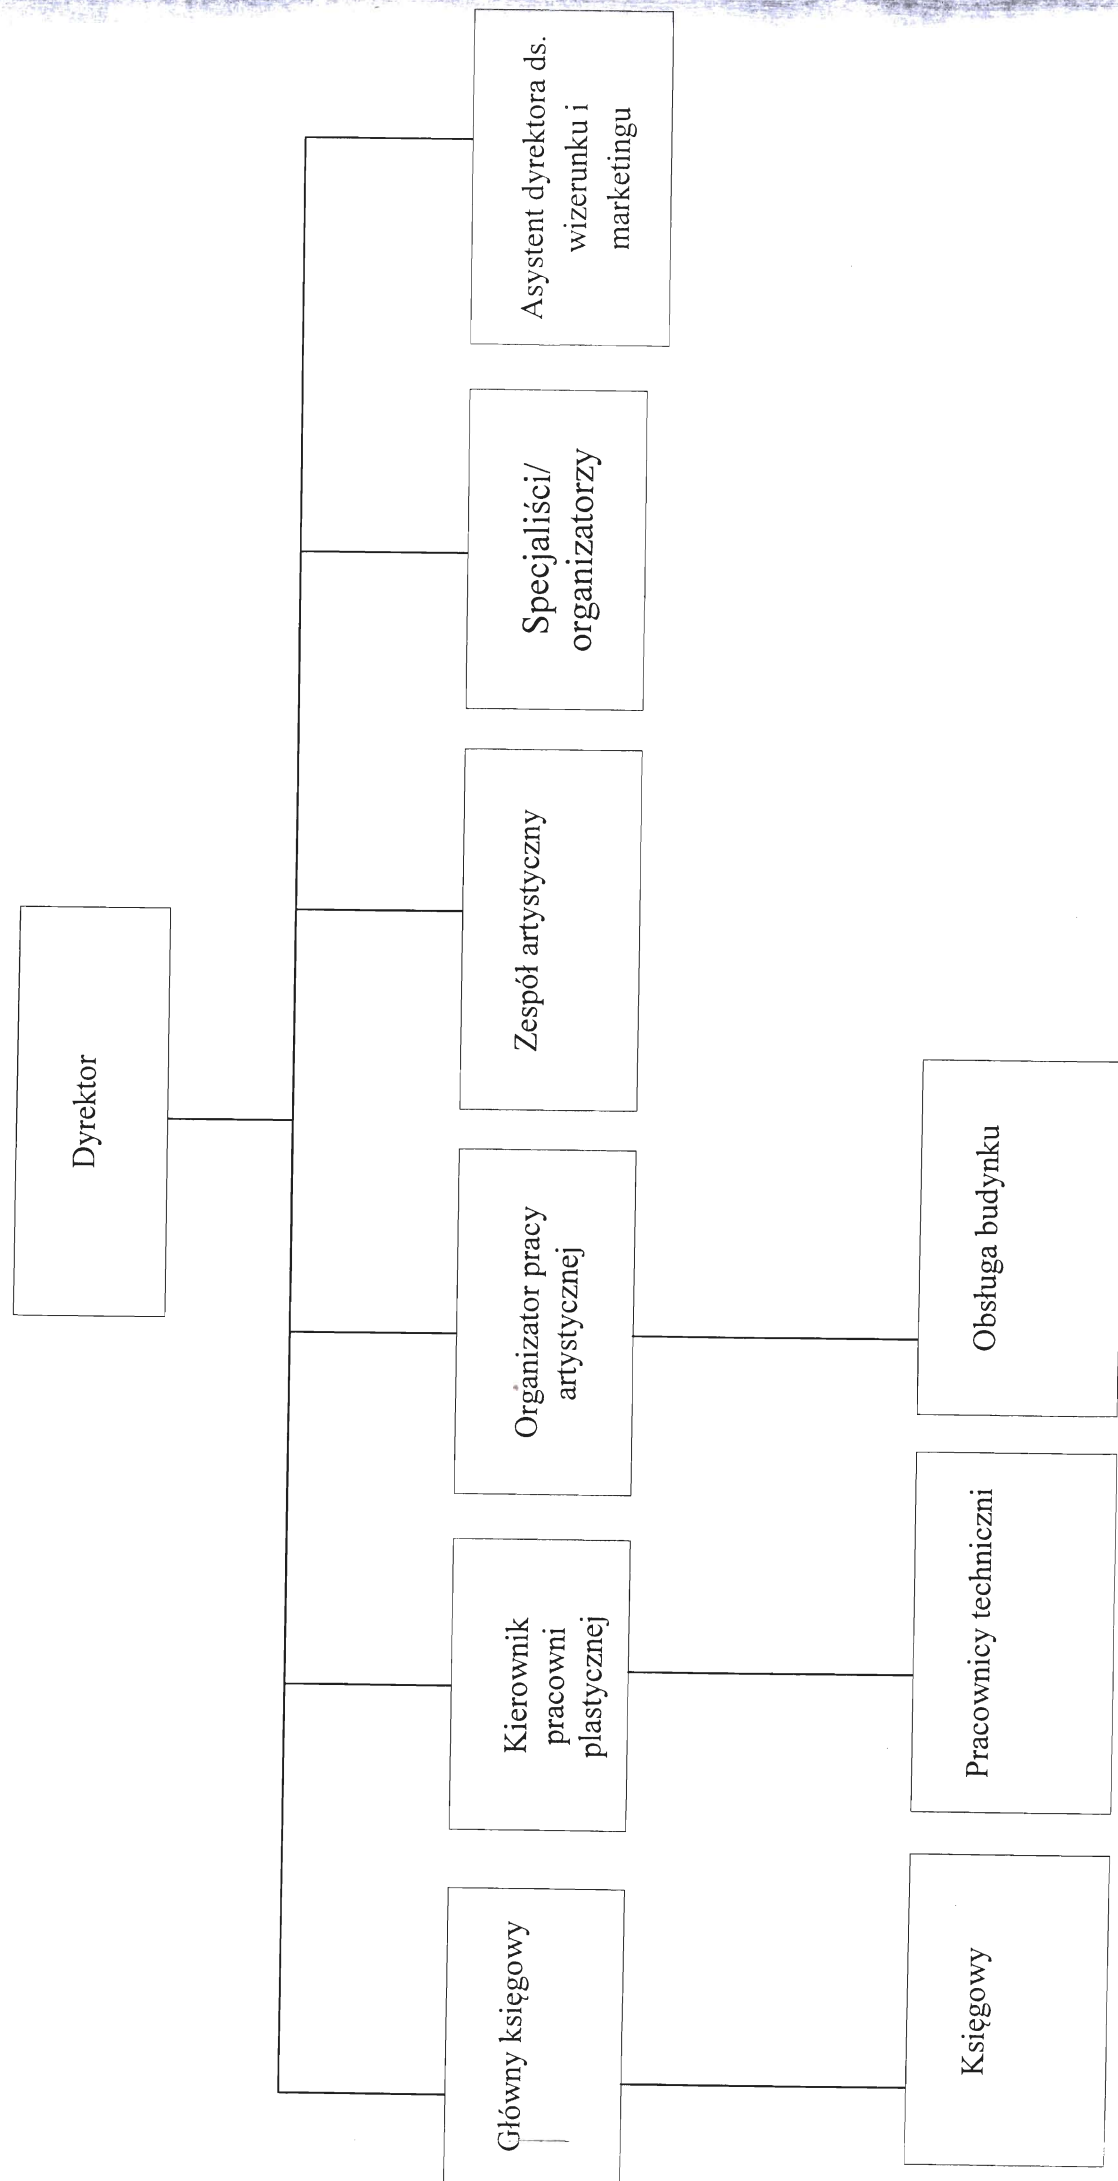 Dyrektor
Główny księgowy
Kierownik
pracowni
plastycznej
Organizator pracy
artystycznej
Zespół artystyczny
Specjaliści/
organizatorzy
Asystent dyrektora ds.
wizerunku i
marketingu
Księgowy
Pracownicy techniczni
Obsługa budynku